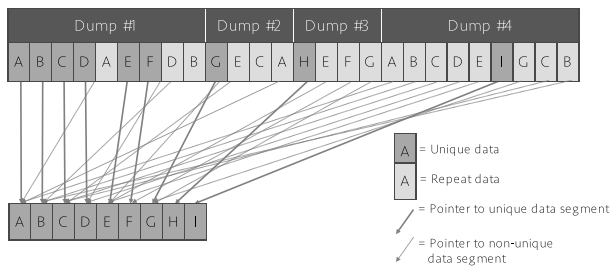 Dump #1 Dump #2 Dump #3 Dump #4
A B C D A E F D B G E C A H E F G A B C D E I G C B
A = Unique data
A = Repeat data
= Pointer to unique data segment
= Pointer to non-unique
data segment
A B C D E F G H I